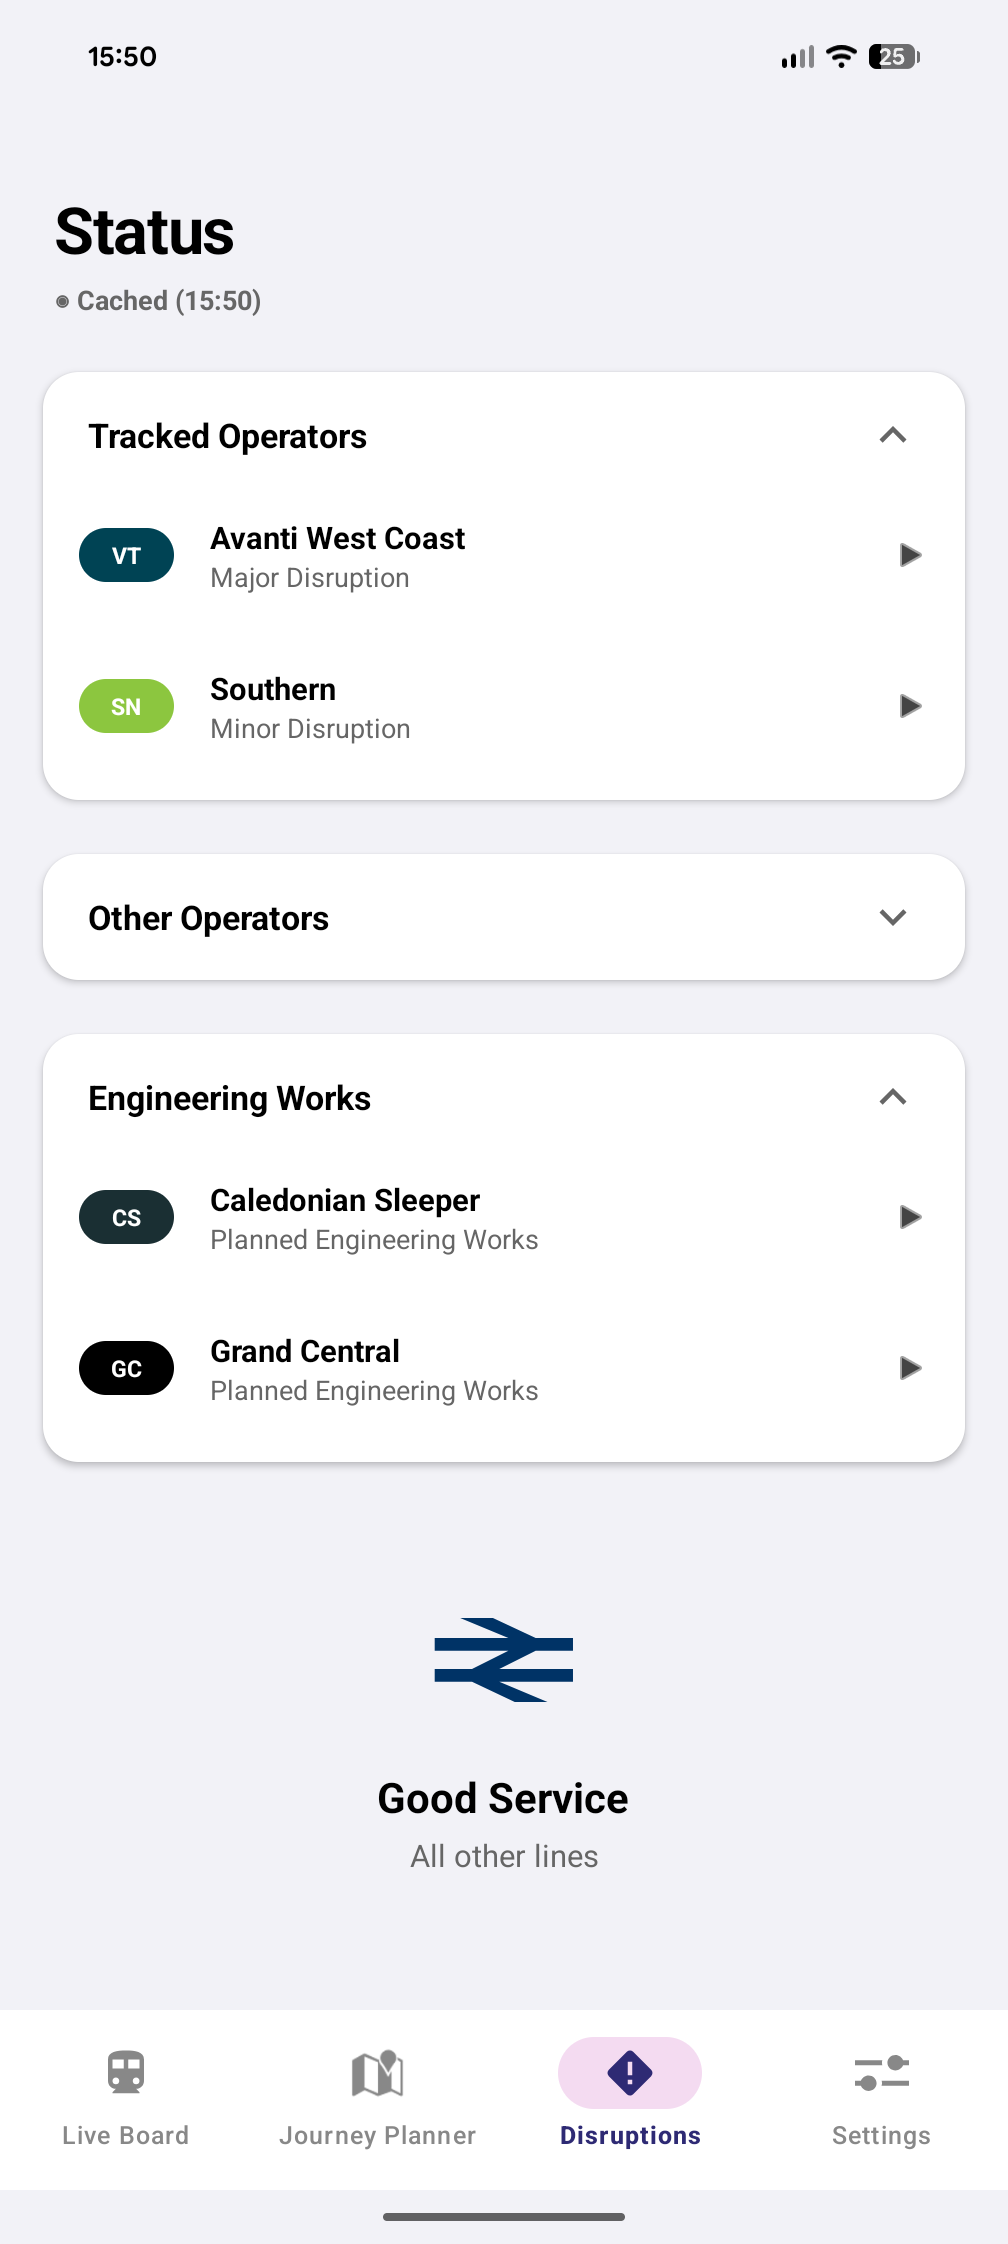 15:50
25
Status
Cached (15:50)
Tracked Operators
VT
Avanti West Coast
Major Disruption
SN
Southern
Minor Disruption
Other Operators
Engineering Works
CS
Caledonian Sleeper
Planned Engineering Works
GC
Grand Central
Planned Engineering Works
Good Service
All other lines
Live Board
Journey Planner
Disruptions
Settings